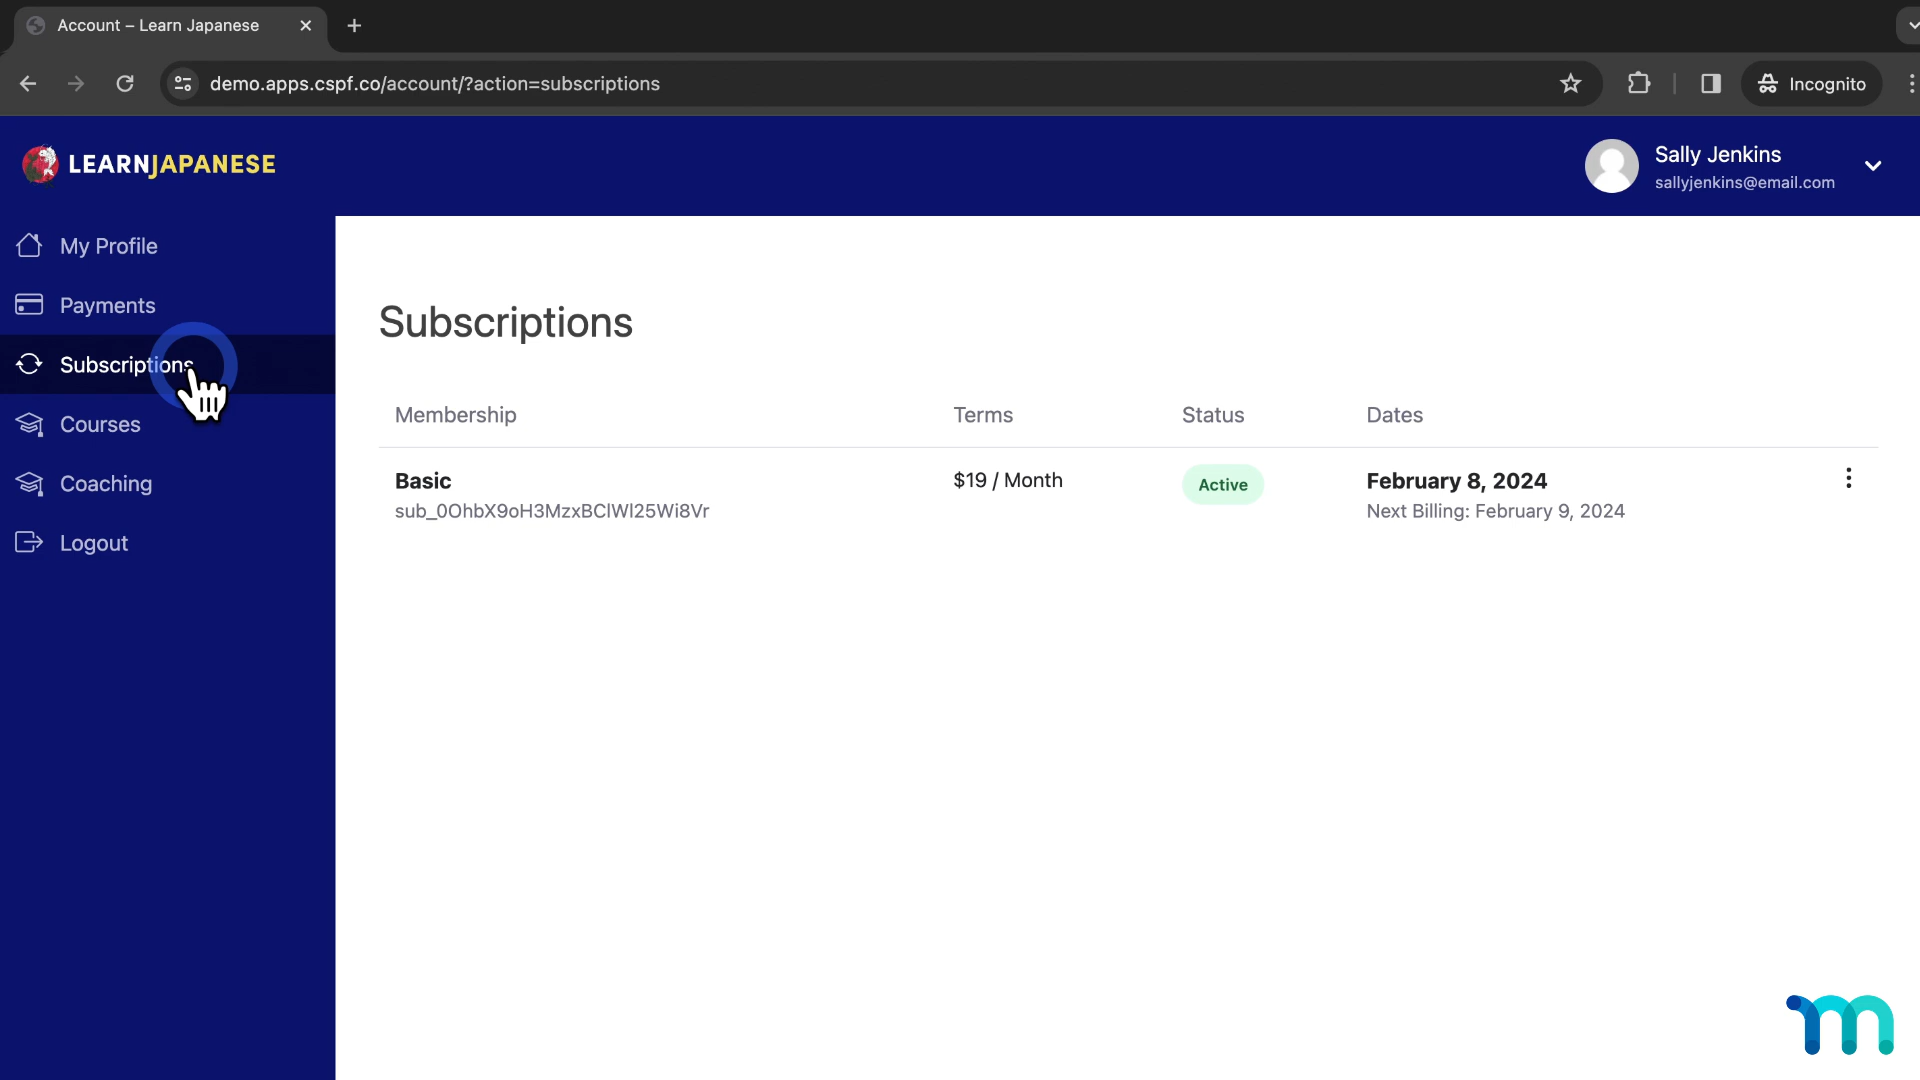 Account – Learn Japanese
demo.apps.cspf.co/account/?action=subscriptions
Incognito
LEARNJAPANESE
Sally Jenkins
sallyjenkins@email.com
My Profile
Payments
Subscriptions
Courses
Coaching
Logout
Subscriptions
Membership Terms Status Dates
Basic $19 / Month Active February 8, 2024
sub_0OhbX9oH3MzxBClWl25Wi8Vr Next Billing: February 9, 2024
m